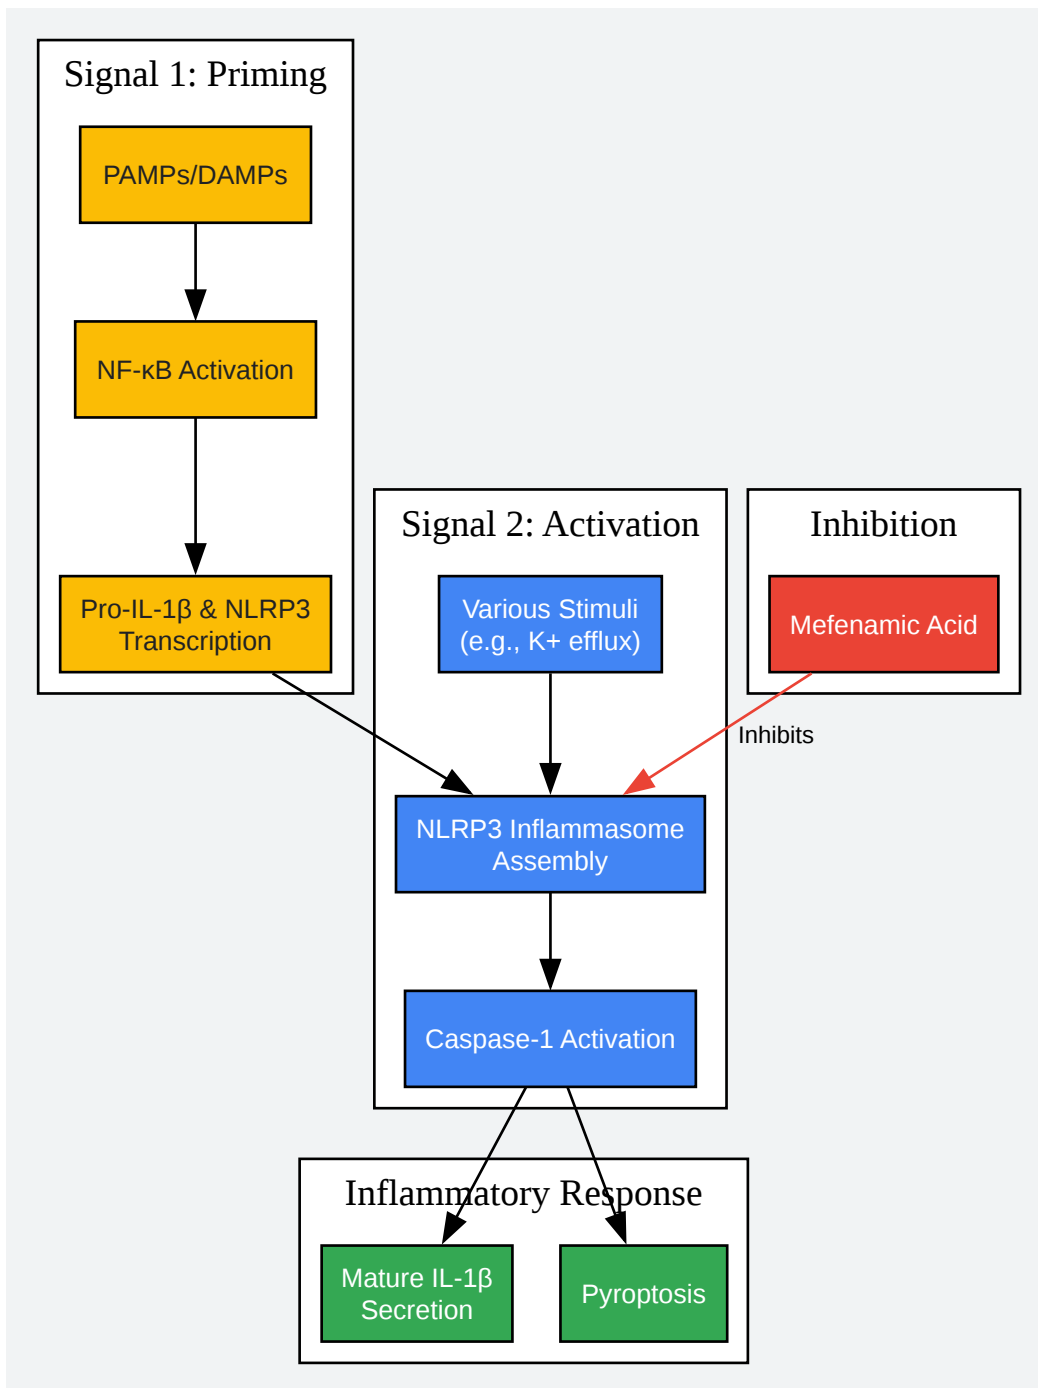 Signal 1: Priming
PAMPs/DAMPs
NF-κB Activation
Pro-IL-1β & NLRP3
Transcription
Signal 2: Activation
Various Stimuli
(e.g., K+ efflux)
Inhibition
Mefenamic Acid
Inhibits
NLRP3 Inflammasome
Assembly
Caspase-1 Activation
Inflammatory Response
Mature IL-1β
Secretion
Pyroptosis